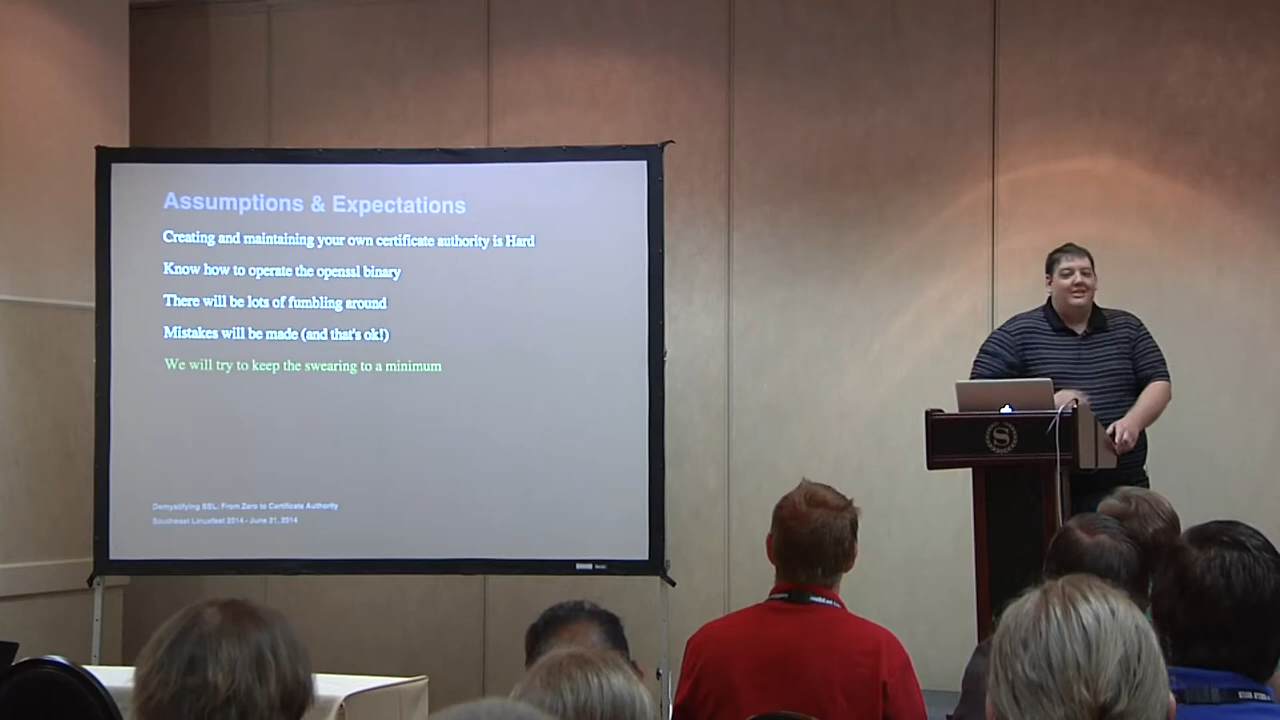 Assumptions & Expectations
Creating and maintaining your own certificate authority is Hard
Know how to operate the openssl binary
There will be lots of fumbling around
Mistakes will be made (and that's ok!)
We will try to keep the swearing to a minimum
Demystifying SSL: From Zero to Certificate Authority
Southeast Linuxfest 2014 - June 21, 2014
S